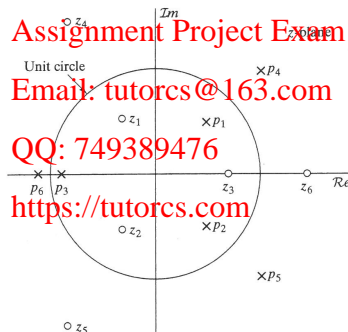 Im
z4
Assignment Project Exam
z-plane
Unit circle
p4
Email: tutorcs@163.com
z1
p1
QQ: 749389476
Re
p6 p3 z3 z6
https://tutorcs.com
z2
p2
p5
z5